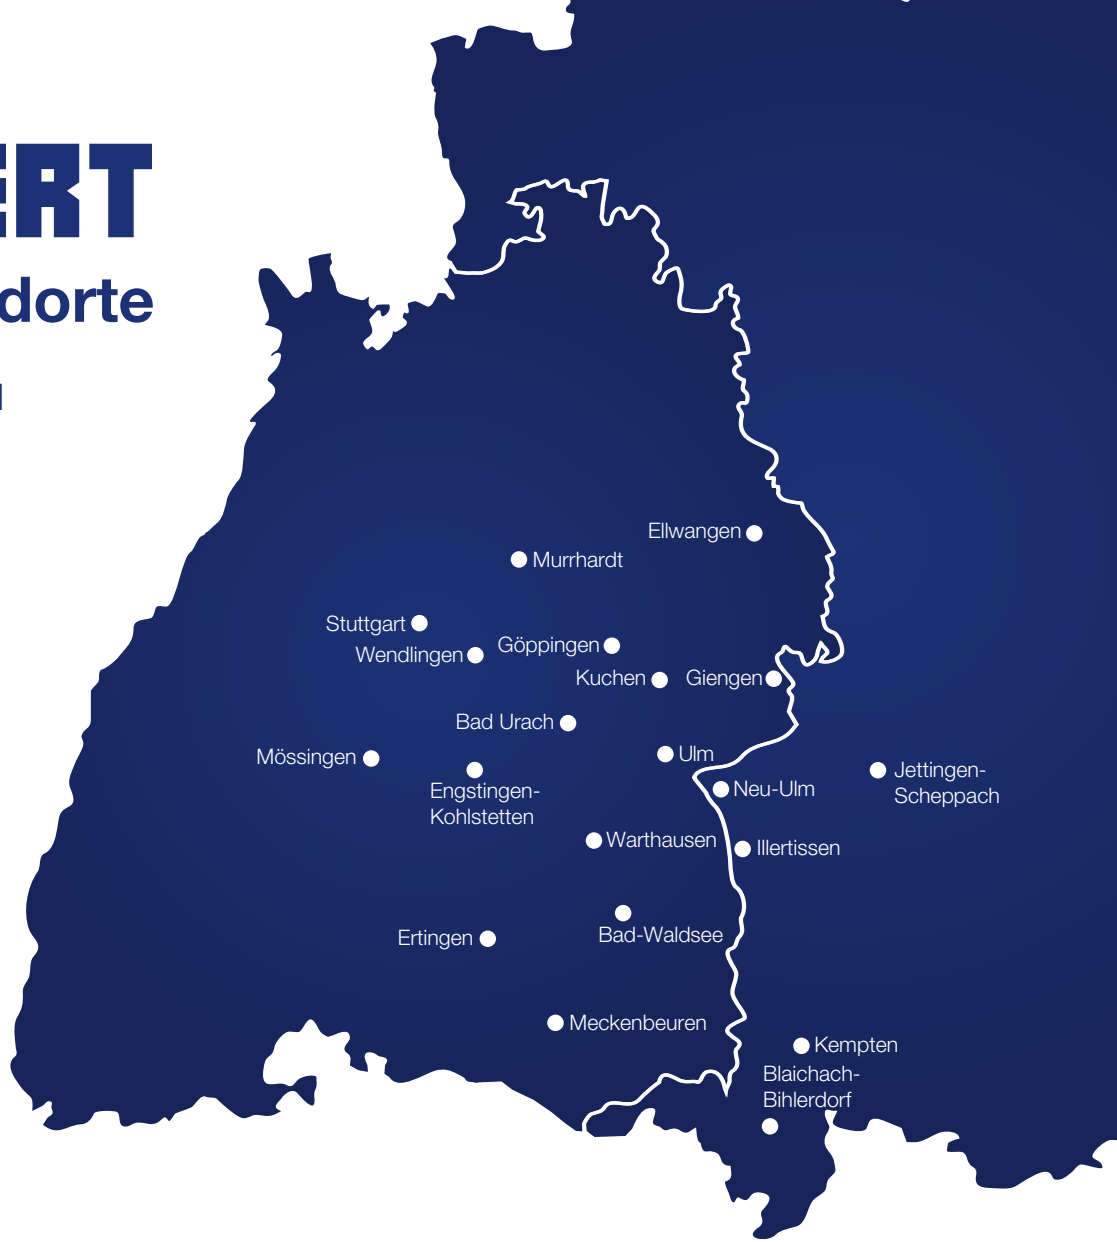 ERT
dorte
Ellwangen
Murrhardt
Stuttgart
Göppingen
Wendlingen
Kuchen
Giengen
Bad Urach
Mössingen
Ulm
Jettingen-
Scheppach
Engstingen-
Kohlstetten
Neu-Ulm
Warthausen
Illertissen
Bad-Waldsee
Ertingen
Meckenbeuren
Kempten
Blaichach-
Bihlerdorf